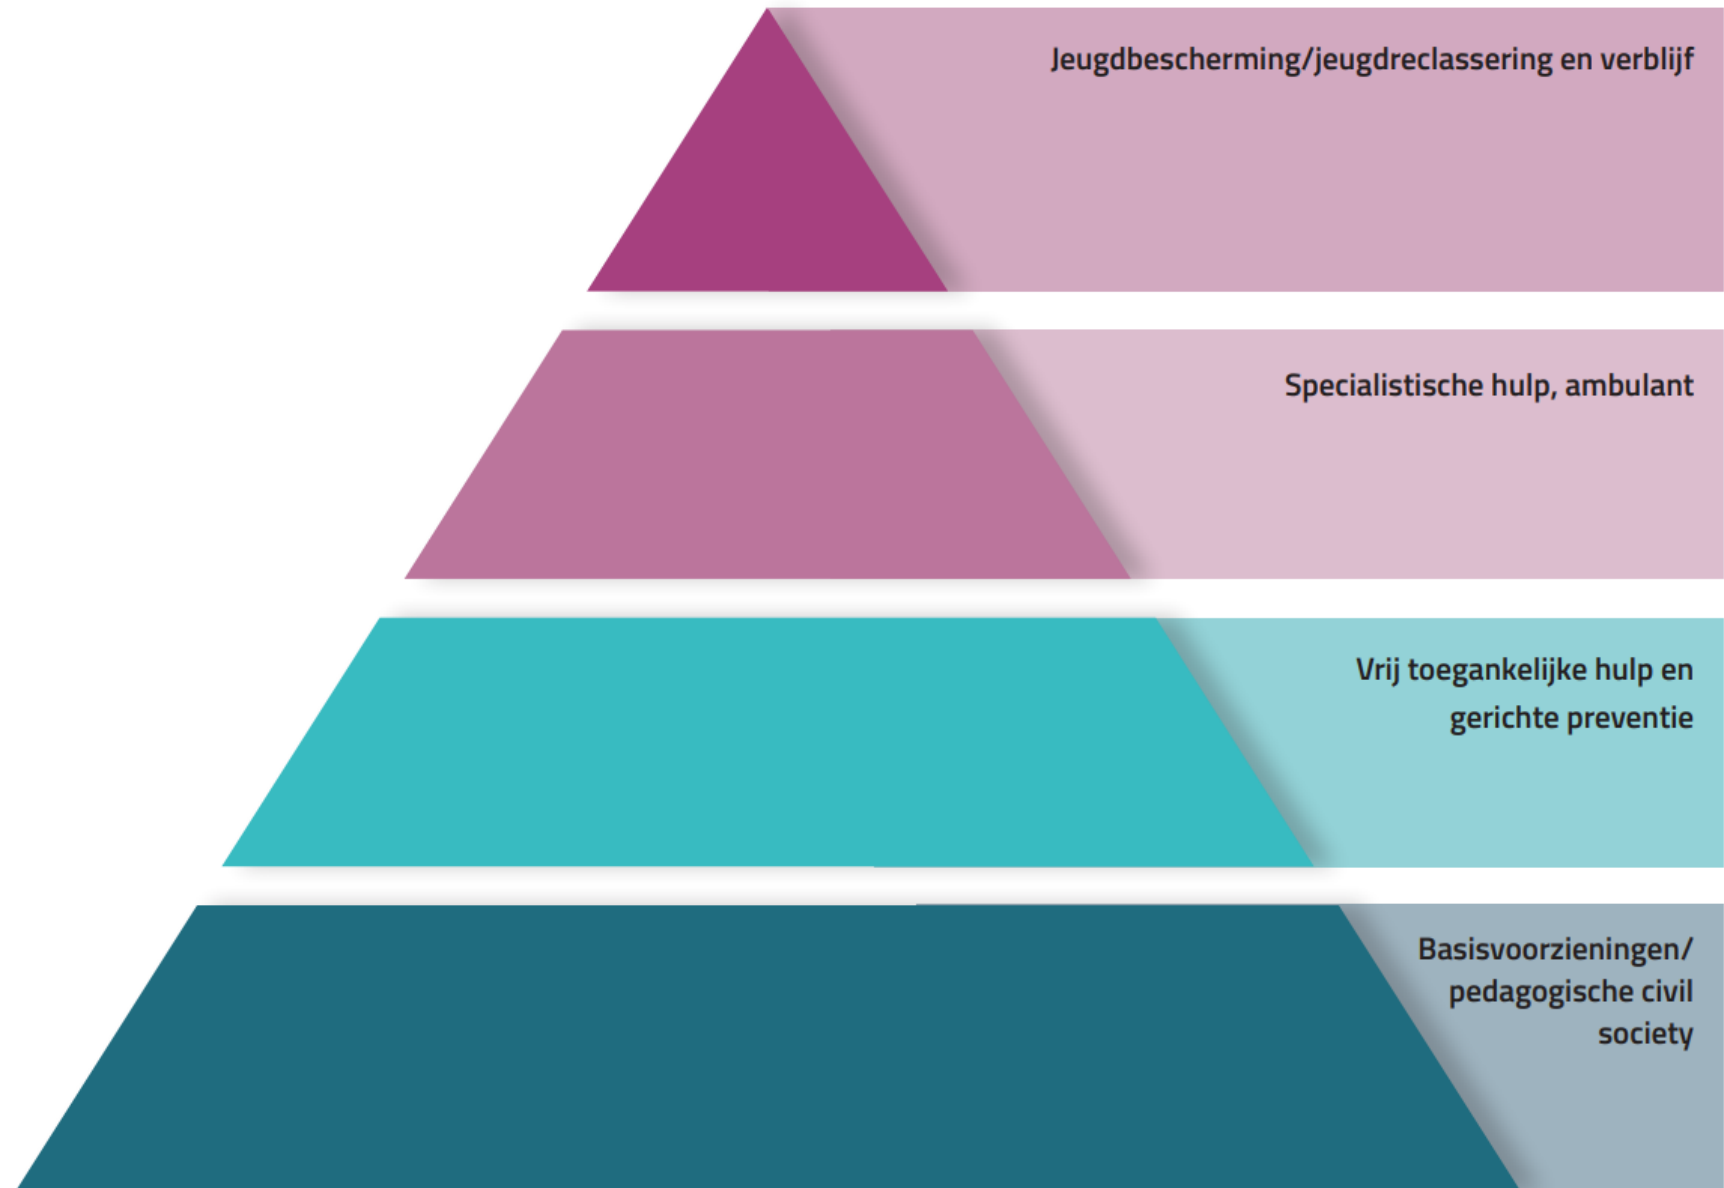 Jeugdbescherming/jeugdreclassering en verblijf
Specialistische hulp, ambulant
Vrij toegankelijke hulp en
gerichte preventie
Basisvoorzieningen/
pedagogische civil
society